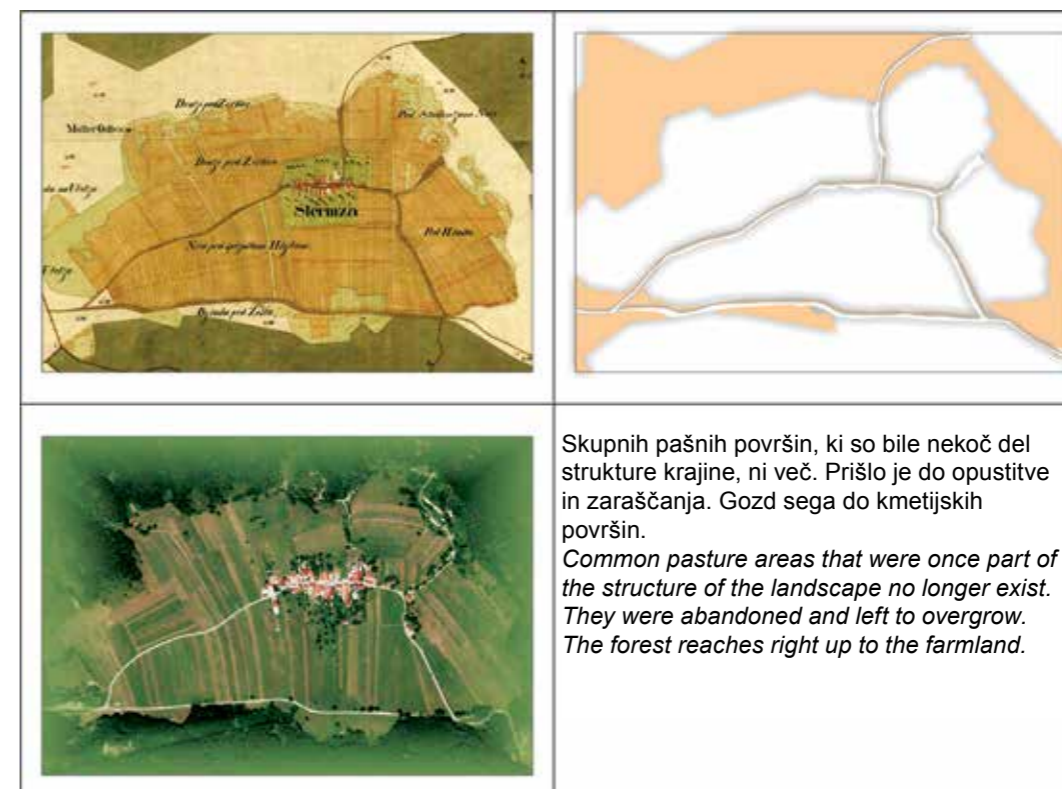 Mutter Gottes
Stermza
Skupnih pašnih površin, ki so bile nekoč del
strukture krajine, ni več. Prišlo je do opustitve
in zaraščanja. Gozd sega do kmetijskih
površin.
Common pasture areas that were once part of
the structure of the landscape no longer exist.
They were abandoned and left to overgrow.
The forest reaches right up to the farmland.